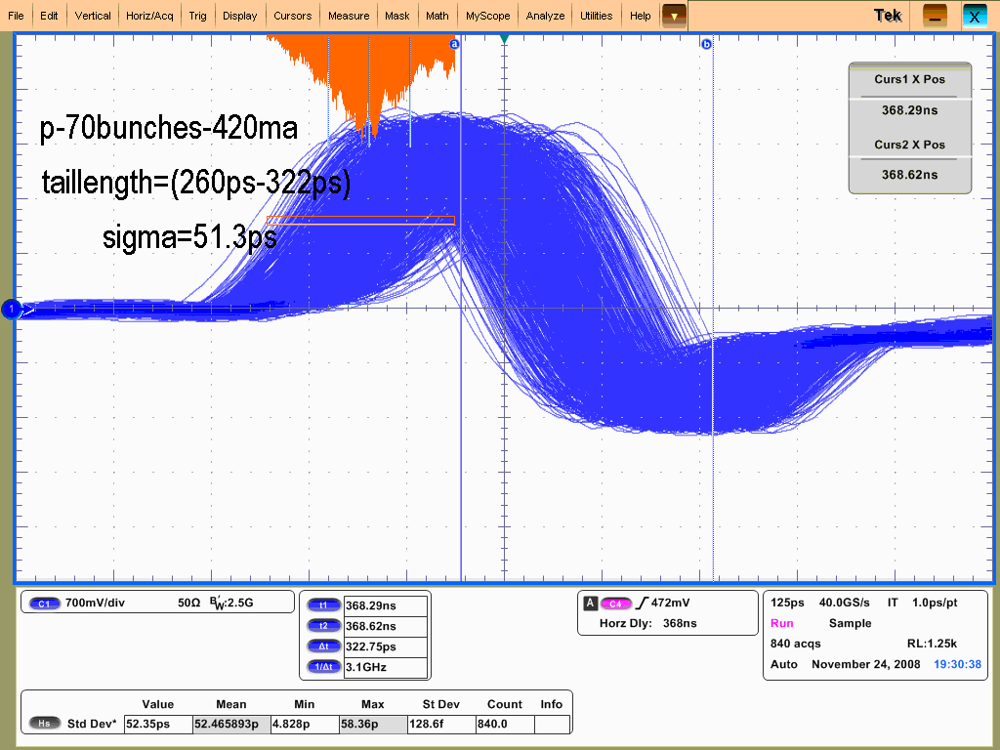 File Edit Vertical Horiz/Acq Trig Display Cursors Measure Mask Math MyScope Analyze Utilities Help Tek X
a b
Curs1 X Pos
368.29ns
Curs2 X Pos
368.62ns
p-70bunches-420ma
taillength=(260ps-322ps)
sigma=51.3ps
1
C1 700mV/div 50Ω BW:2.5G
t1 368.29ns
t2 368.62ns
Δt 322.75ps
1/Δt 3.1GHz
A C4 472mV
Horz Dly: 368ns
125ps 40.0GS/s IT 1.0ps/pt
Run Sample
840 acqs RL:1.25k
Auto November 24, 2008 19:30:38
Value Mean Min Max St Dev Count Info
Hs Std Dev* 52.35ps 52.465893p 4.828p 58.36p 128.6f 840.0